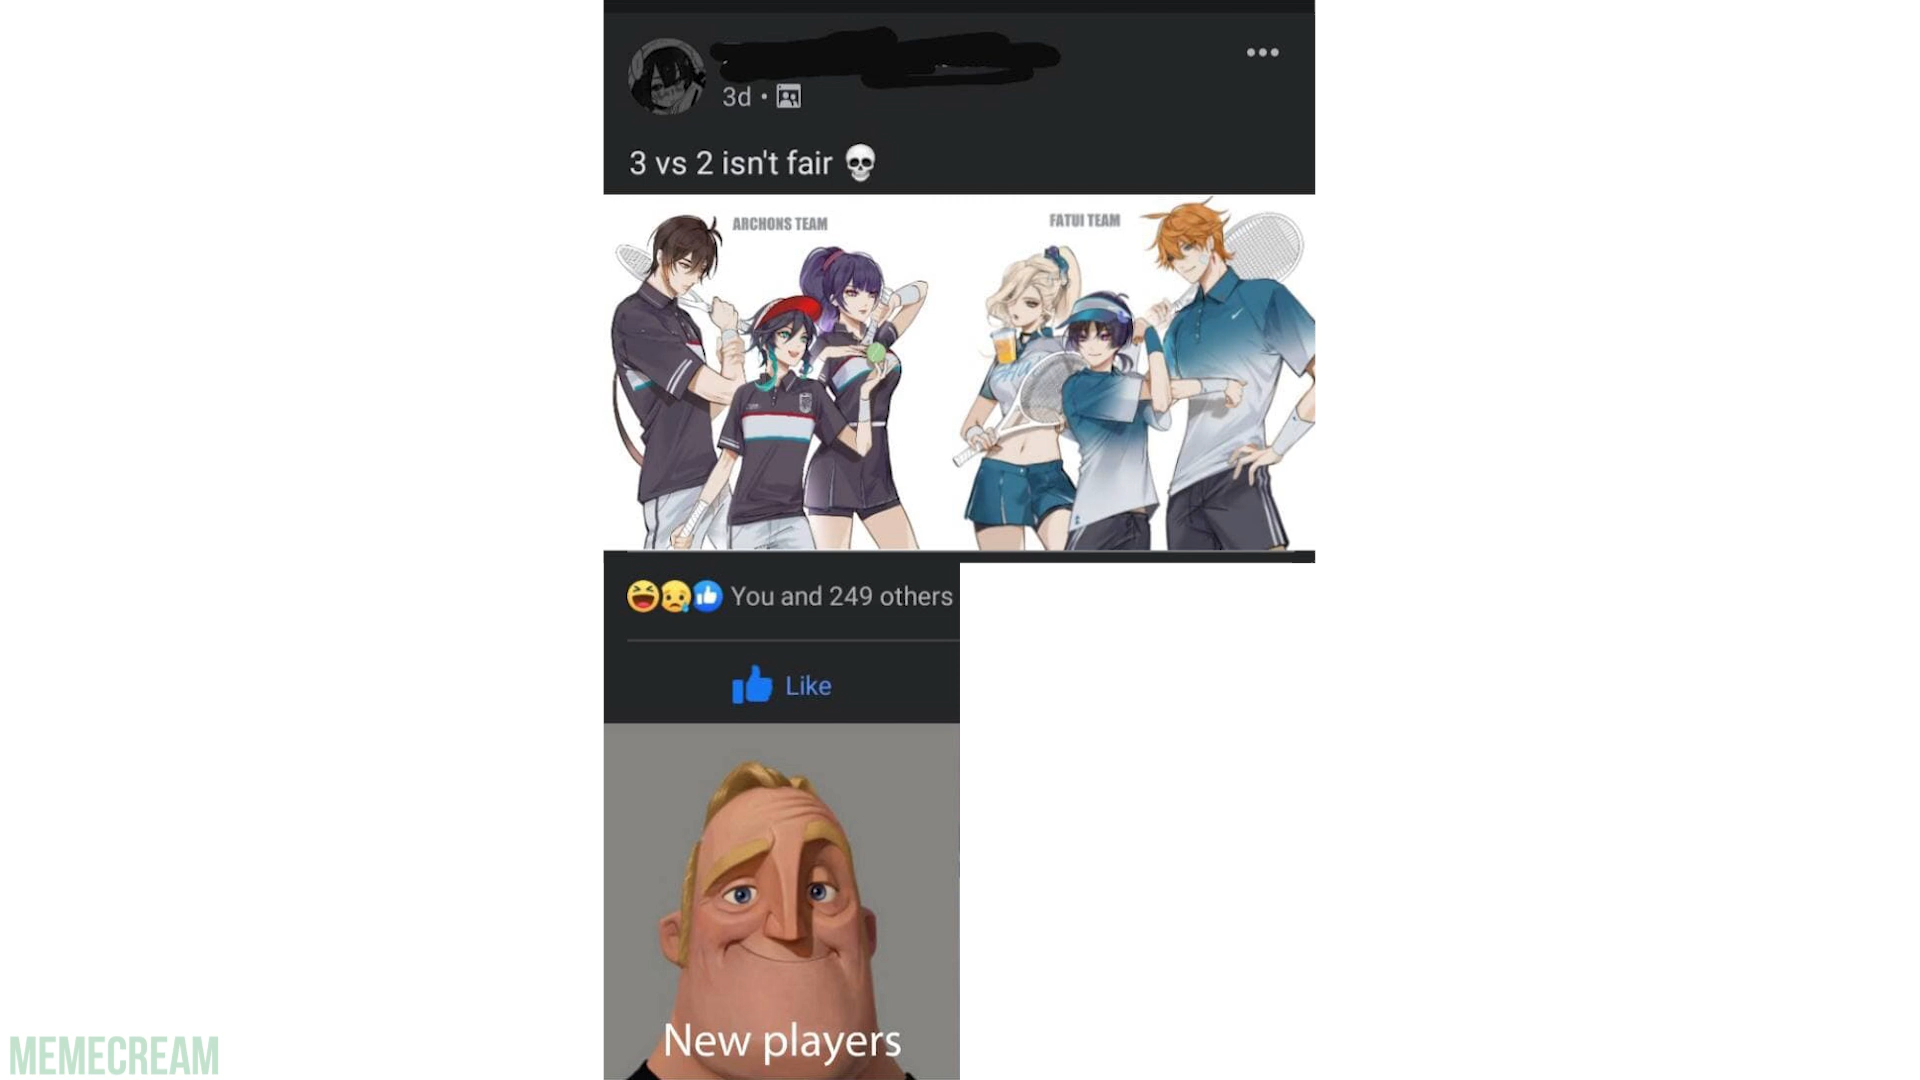 3d •
3 vs 2 isn't fair 💀
ARCHONS TEAM
FATUI TEAM
You and 249 others
Like
New players
MEMECREAM